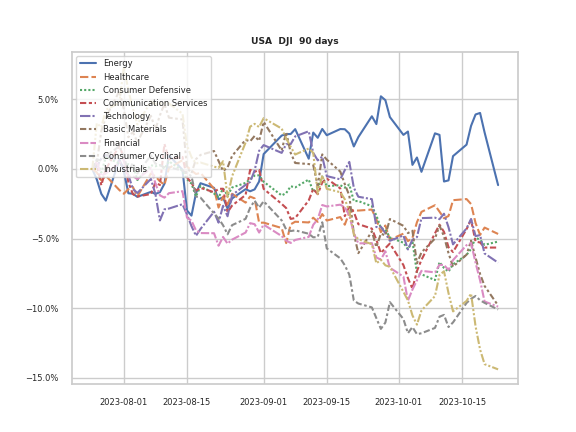 USA DJI 90 days
Energy
Healthcare
Consumer Defensive
Communication Services
Technology
Basic Materials
Financial
Consumer Cyclical
Industrials
5.0%
0.0%
−5.0%
−10.0%
−15.0%
2023-08-01
2023-08-15
2023-09-01
2023-09-15
2023-10-01
2023-10-15